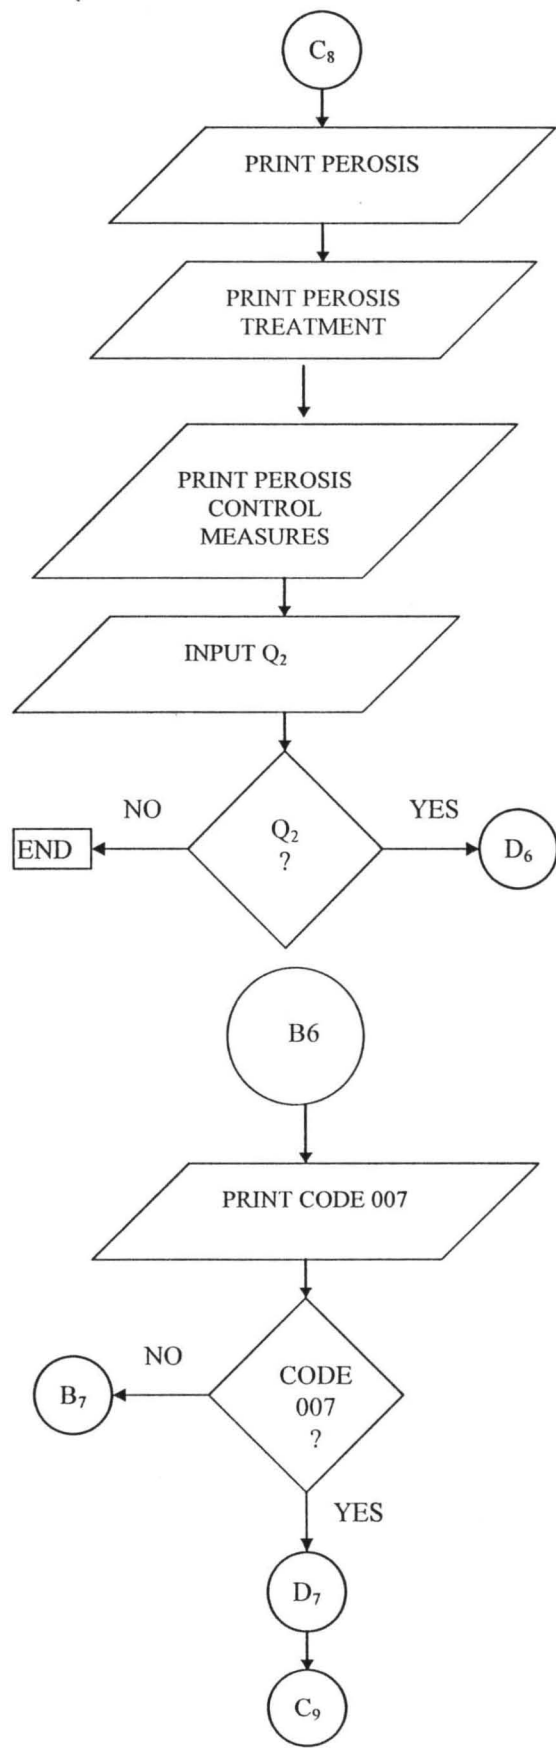 C₈
PRINT PEROSIS
PRINT PEROSIS
TREATMENT
PRINT PEROSIS
CONTROL
MEASURES
INPUT Q₂
NO
YES
END
Q₂
?
D₆
B6
PRINT CODE 007
NO
CODE
007
?
B₇
YES
D₇
C₉